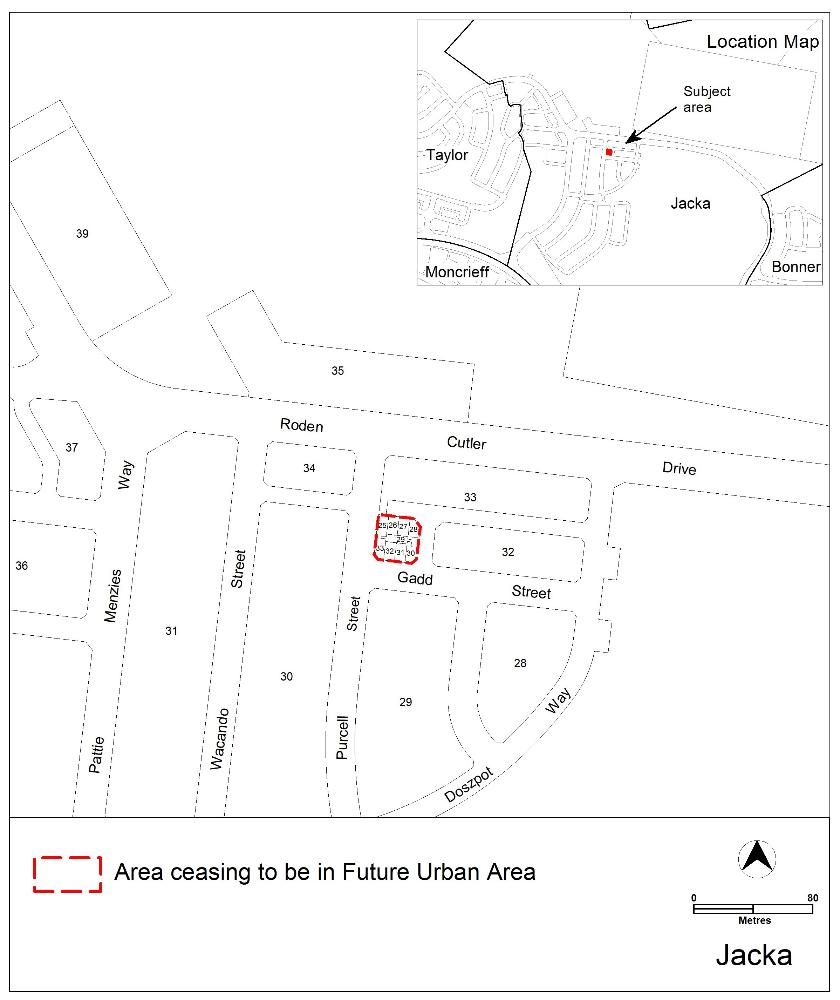 Location Map
Subject
area
Taylor
Jacka
Moncrieff
Bonner
39
35
Roden
Cutler
Drive
37
Way
34
33
25
26
27
28
29
33
32
31
30
32
36
Menzies
Street
Gadd
Street
Street
31
30
28
29
Way
Pattie
Wacando
Purcell
Doszpot
Area ceasing to be in Future Urban Area
0
80
Metres
Jacka